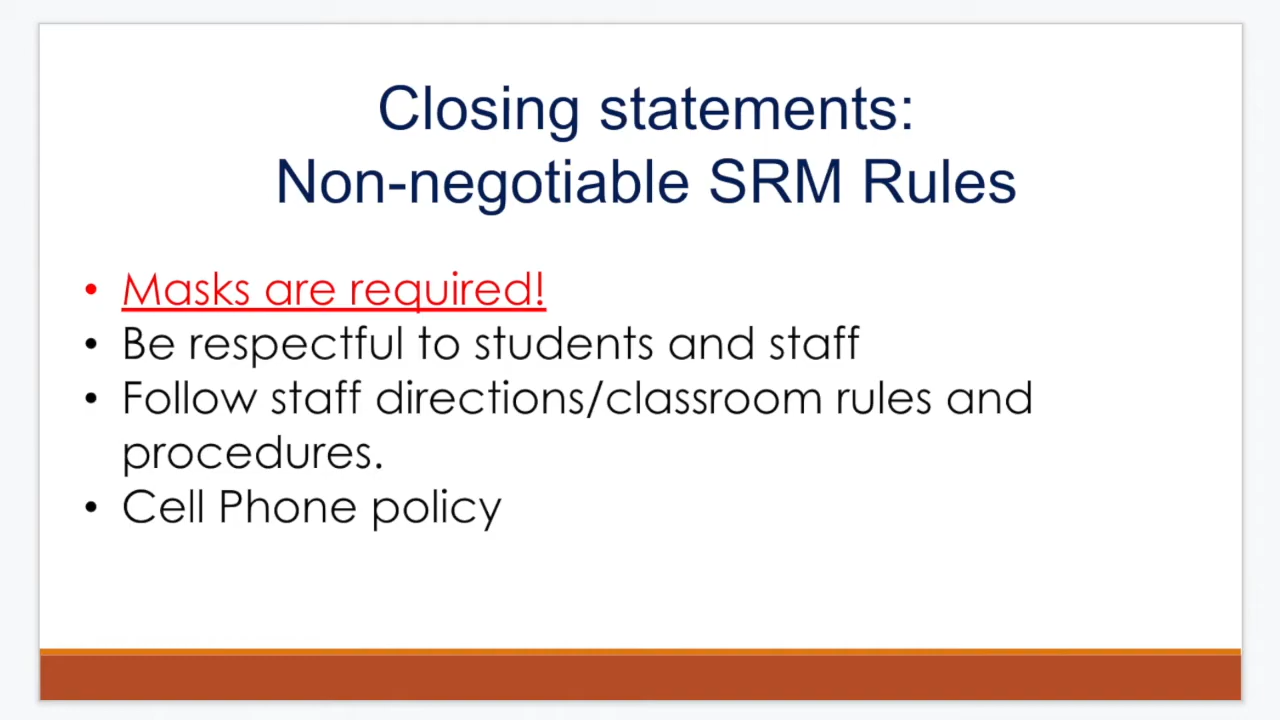 Closing statements:
Non-negotiable SRM Rules
• Masks are required!
• Be respectful to students and staff
• Follow staff directions/classroom rules and
procedures.
• Cell Phone policy